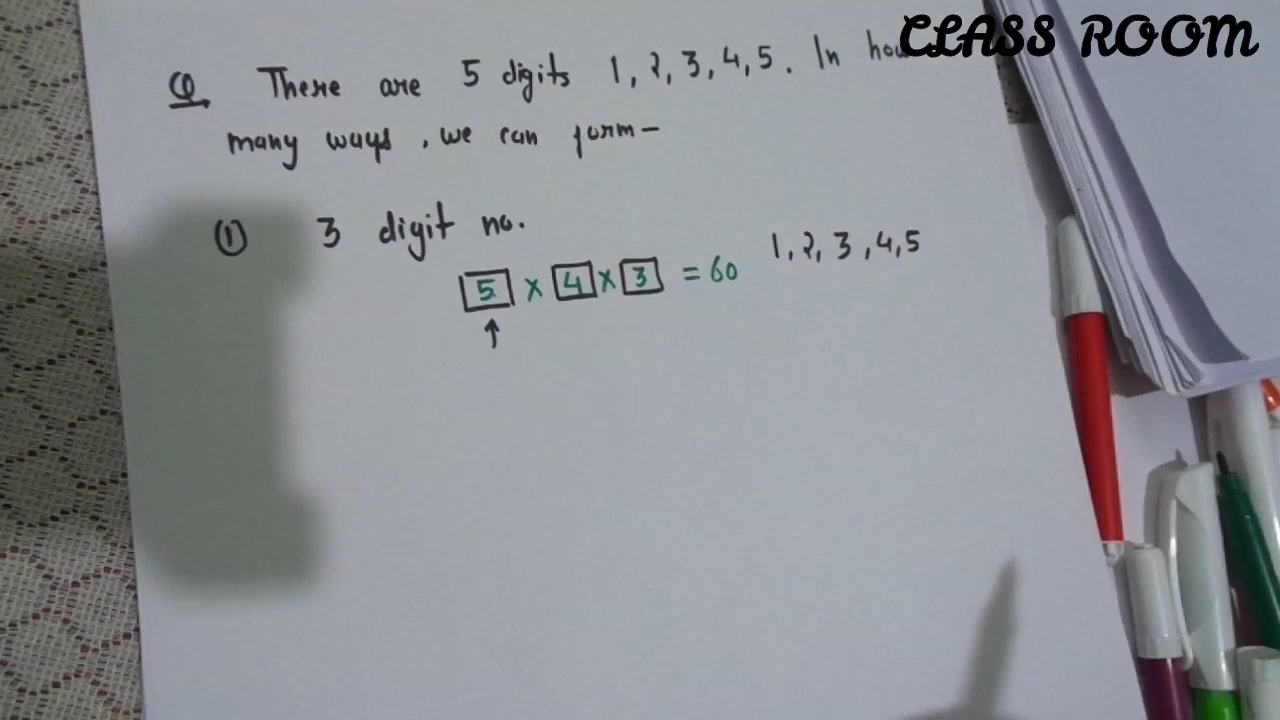 CLASS ROOM
Q. There are 5 digits 1, 2, 3, 4, 5. In how
many ways, we can form-
① 3 digit no.
1, 2, 3, 4, 5
5 × 4 × 3 = 60